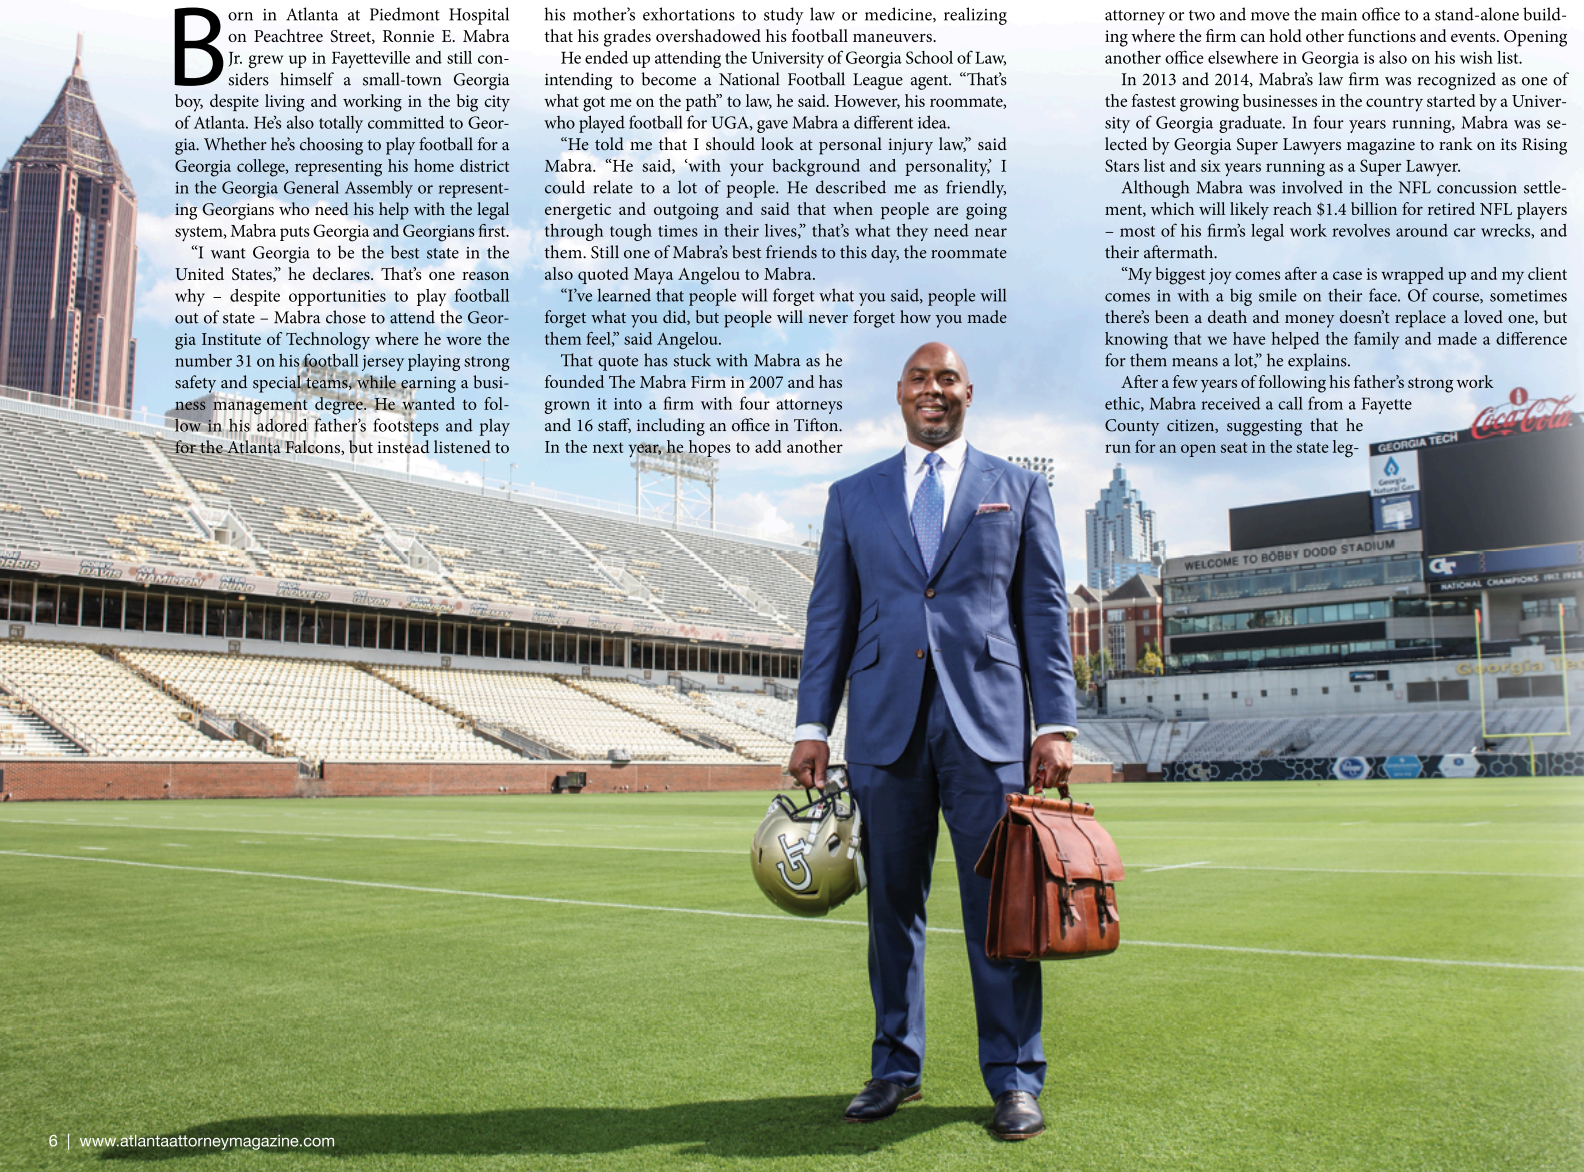 Born in Atlanta at Piedmont Hospital
on Peachtree Street, Ronnie E. Mabra
Jr. grew up in Fayetteville and still con-
siders himself a small-town Georgia
boy, despite living and working in the big city
of Atlanta. He's also totally committed to Geor-
gia. Whether he's choosing to play football for a
Georgia college, representing his home district
in the Georgia General Assembly or represent-
ing Georgians who need his help with the legal
system, Mabra puts Georgia and Georgians first.
“I want Georgia to be the best state in the
United States,” he declares. That's one reason
why – despite opportunities to play football
out of state – Mabra chose to attend the Geor-
gia Institute of Technology where he wore the
number 31 on his football jersey playing strong
safety and special teams, while earning a busi-
ness management degree. He wanted to fol-
low in his adored father's footsteps and play
for the Atlanta Falcons, but instead listened to
his mother's exhortations to study law or medicine, realizing
that his grades overshadowed his football maneuvers.
He ended up attending the University of Georgia School of Law,
intending to become a National Football League agent. “That's
what got me on the path” to law, he said. However, his roommate,
who played football for UGA, gave Mabra a different idea.
“He told me that I should look at personal injury law,” said
Mabra. “He said, ‘with your background and personality,’ I
could relate to a lot of people. He described me as friendly,
energetic and outgoing and said that when people are going
through tough times in their lives,” that's what they need near
them. Still one of Mabra's best friends to this day, the roommate
also quoted Maya Angelou to Mabra.
“I've learned that people will forget what you said, people will
forget what you did, but people will never forget how you made
them feel,” said Angelou.
That quote has stuck with Mabra as he
founded The Mabra Firm in 2007 and has
grown it into a firm with four attorneys
and 16 staff, including an office in Tifton.
In the next year, he hopes to add another
attorney or two and move the main office to a stand-alone build-
ing where the firm can hold other functions and events. Opening
another office elsewhere in Georgia is also on his wish list.
In 2013 and 2014, Mabra's law firm was recognized as one of
the fastest growing businesses in the country started by a Univer-
sity of Georgia graduate. In four years running, Mabra was se-
lected by Georgia Super Lawyers magazine to rank on its Rising
Stars list and six years running as a Super Lawyer.
Although Mabra was involved in the NFL concussion settle-
ment, which will likely reach $1.4 billion for retired NFL players
– most of his firm's legal work revolves around car wrecks, and
their aftermath.
“My biggest joy comes after a case is wrapped up and my client
comes in with a big smile on their face. Of course, sometimes
there's been a death and money doesn't replace a loved one, but
knowing that we have helped the family and made a difference
for them means a lot,” he explains.
After a few years of following his father's strong work
ethic, Mabra received a call from a Fayette
County citizen, suggesting that he
run for an open seat in the state leg-
Coca-Cola
GEORGIA TECH
Georgia
Natural Gas
WELCOME TO BOBBY DODD STADIUM
GT
NATIONAL CHAMPIONS 1917 1928
Georgia Tec
DAVIS
HAMILTON
FUND
FLOWERS
GUYON
JOHNSON
GT
6 | www.atlantaattorneymagazine.com